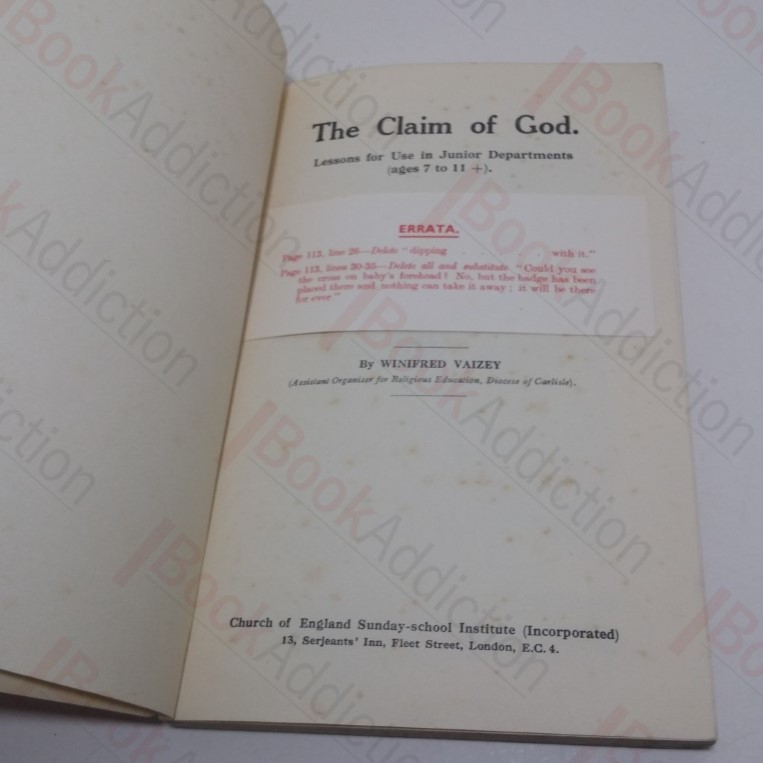 The Claim of God.
Lessons for Use in Junior Departments
(ages 7 to 11 +).
ERRATA.
Page 113, line 26—Delete " dipping . . . . . with it."
Page 113, lines 30-35—Delete all and substitute "Could you see
the cross on baby's forehead? No, but the badge has been
placed there and nothing can take it away; it will be there
for ever."
By WINIFRED VAIZEY
(Assistant Organizer for Religious Education, Diocese of Carlisle).
Church of England Sunday-school Institute (Incorporated)
13, Serjeants' Inn, Fleet Street, London, E.C. 4.
BookAddiction